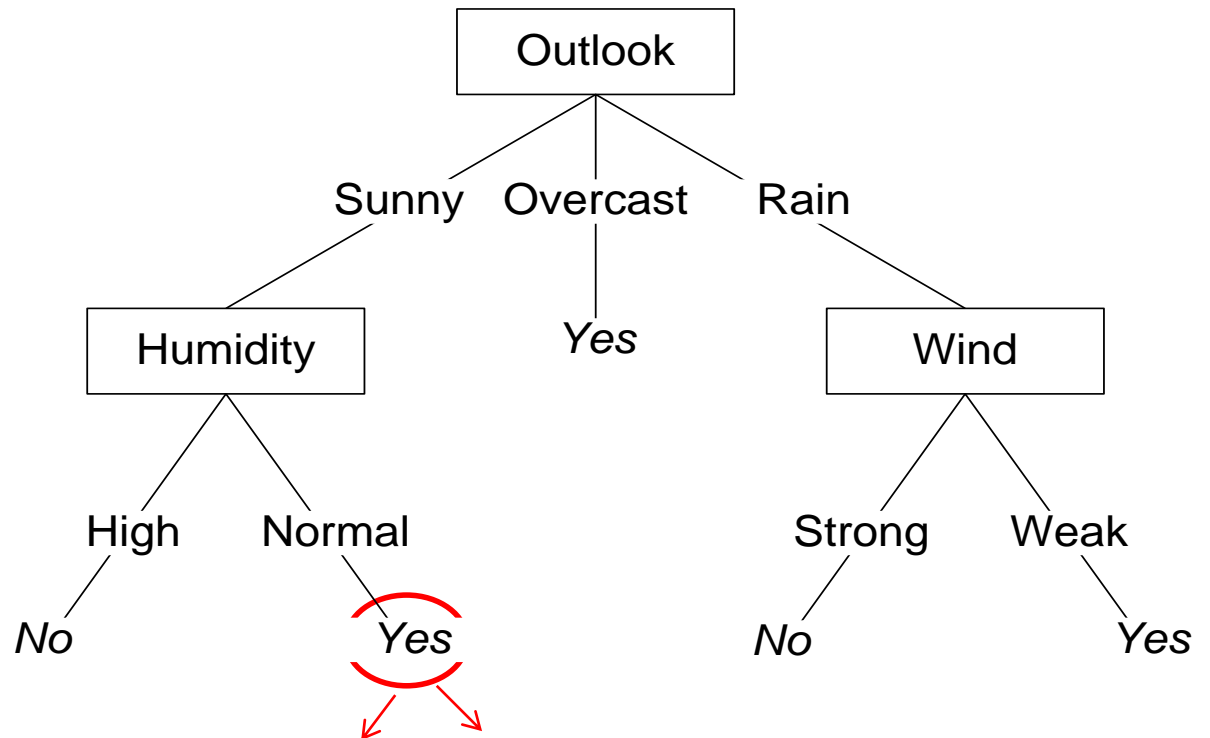 Outlook
Sunny Overcast Rain
Humidity Yes Wind
High Normal Strong Weak
No Yes No Yes